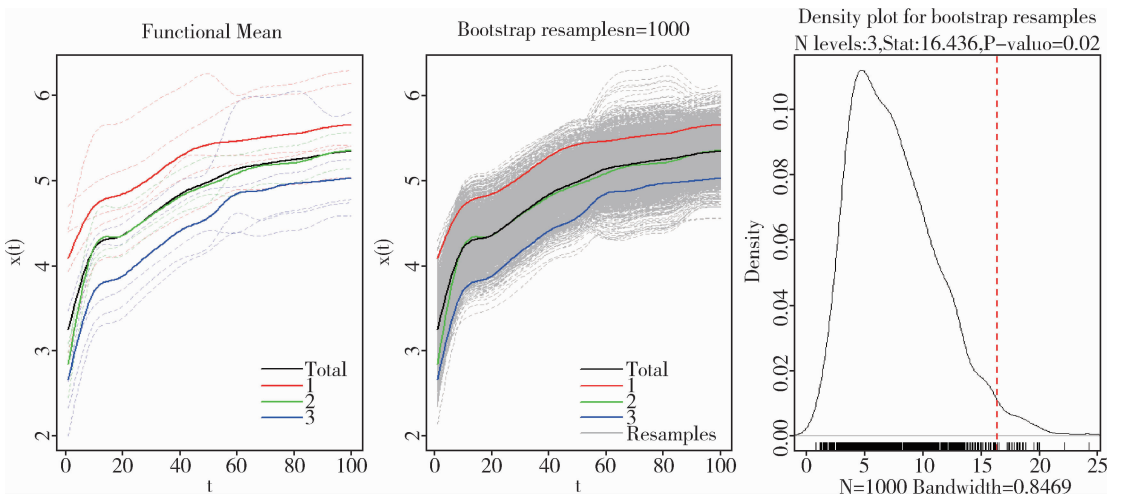 Functional Mean
x(t)
6
5
4
3
2
0 20 40 60 80 100
t
Total
1
2
3
Bootstrap resamplesn=1000
x(t)
6
5
4
3
2
0 20 40 60 80 100
t
Total
1
2
3
Resamples
Density plot for bootstrap resamples
N levels:3,Stat:16.436,P-valuo=0.02
Density
0.10
0.08
0.06
0.04
0.02
0.00
0 5 10 15 20 25
N=1000 Bandwidth=0.8469